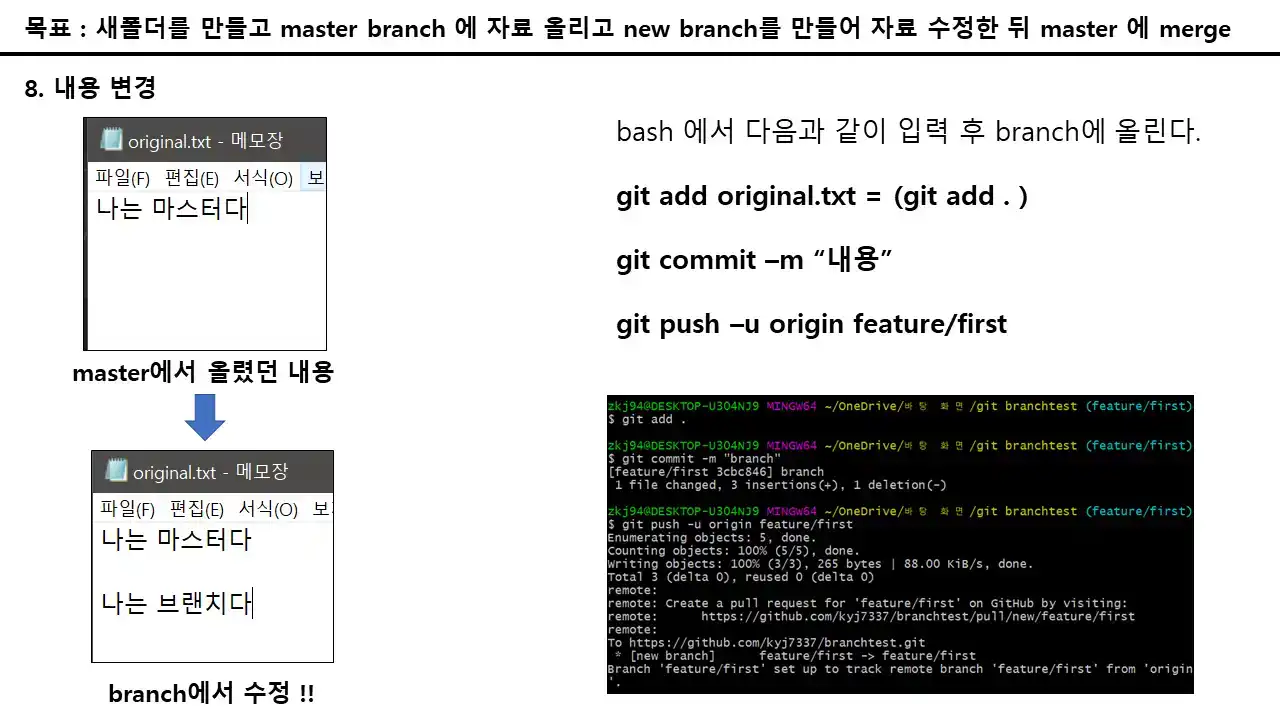 목표 : 새폴더를 만들고 master branch 에 자료 올리고 new branch를 만들어 자료 수정한 뒤 master 에 merge
8. 내용 변경
original.txt - 메모장
파일(F) 편집(E) 서식(O) 보
나는 마스터다
master에서 올렸던 내용
original.txt - 메모장
파일(F) 편집(E) 서식(O) 보기
나는 마스터다
나는 브랜치다
branch에서 수정 !!
bash 에서 다음과 같이 입력 후 branch에 올린다.
git add original.txt = (git add . )
git commit –m “내용”
git push –u origin feature/first
zkj94@DESKTOP-U3O4NJ9 MINGW64 ~/OneDrive/바탕 화면/git branchtest (feature/first)
$ git add .
zkj94@DESKTOP-U3O4NJ9 MINGW64 ~/OneDrive/바탕 화면/git branchtest (feature/first)
$ git commit -m "branch"
[feature/first 3cbc846] branch
1 file changed, 3 insertions(+), 1 deletion(-)
zkj94@DESKTOP-U3O4NJ9 MINGW64 ~/OneDrive/바탕 화면/git branchtest (feature/first)
$ git push -u origin feature/first
Enumerating objects: 5, done.
Counting objects: 100% (5/5), done.
Writing objects: 100% (3/3), 265 bytes | 88.00 KiB/s, done.
Total 3 (delta 0), reused 0 (delta 0)
remote:
remote: Create a pull request for 'feature/first' on GitHub by visiting:
remote: https://github.com/kyj7337/branchtest/pull/new/feature/first
remote:
To https://github.com/kyj7337/branchtest.git
* [new branch] feature/first -> feature/first
Branch 'feature/first' set up to track remote branch 'feature/first' from 'origin
'.